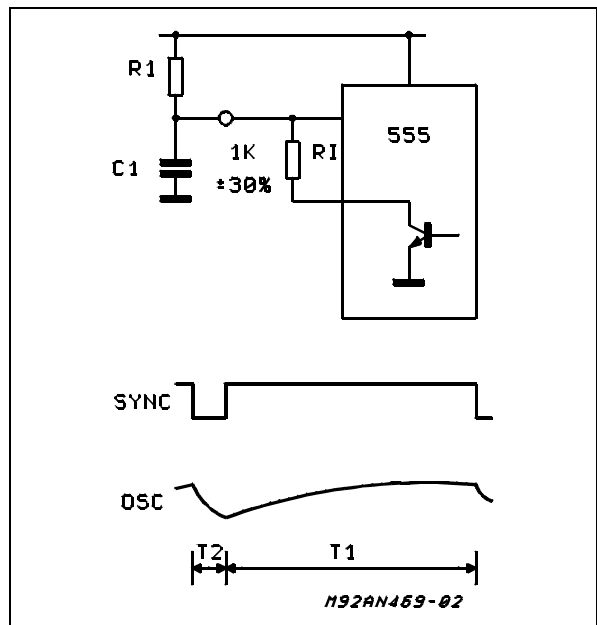 R1
555
1K RI
C1
±30%
SYNC
OSC
T2 T1
M92AN469-02